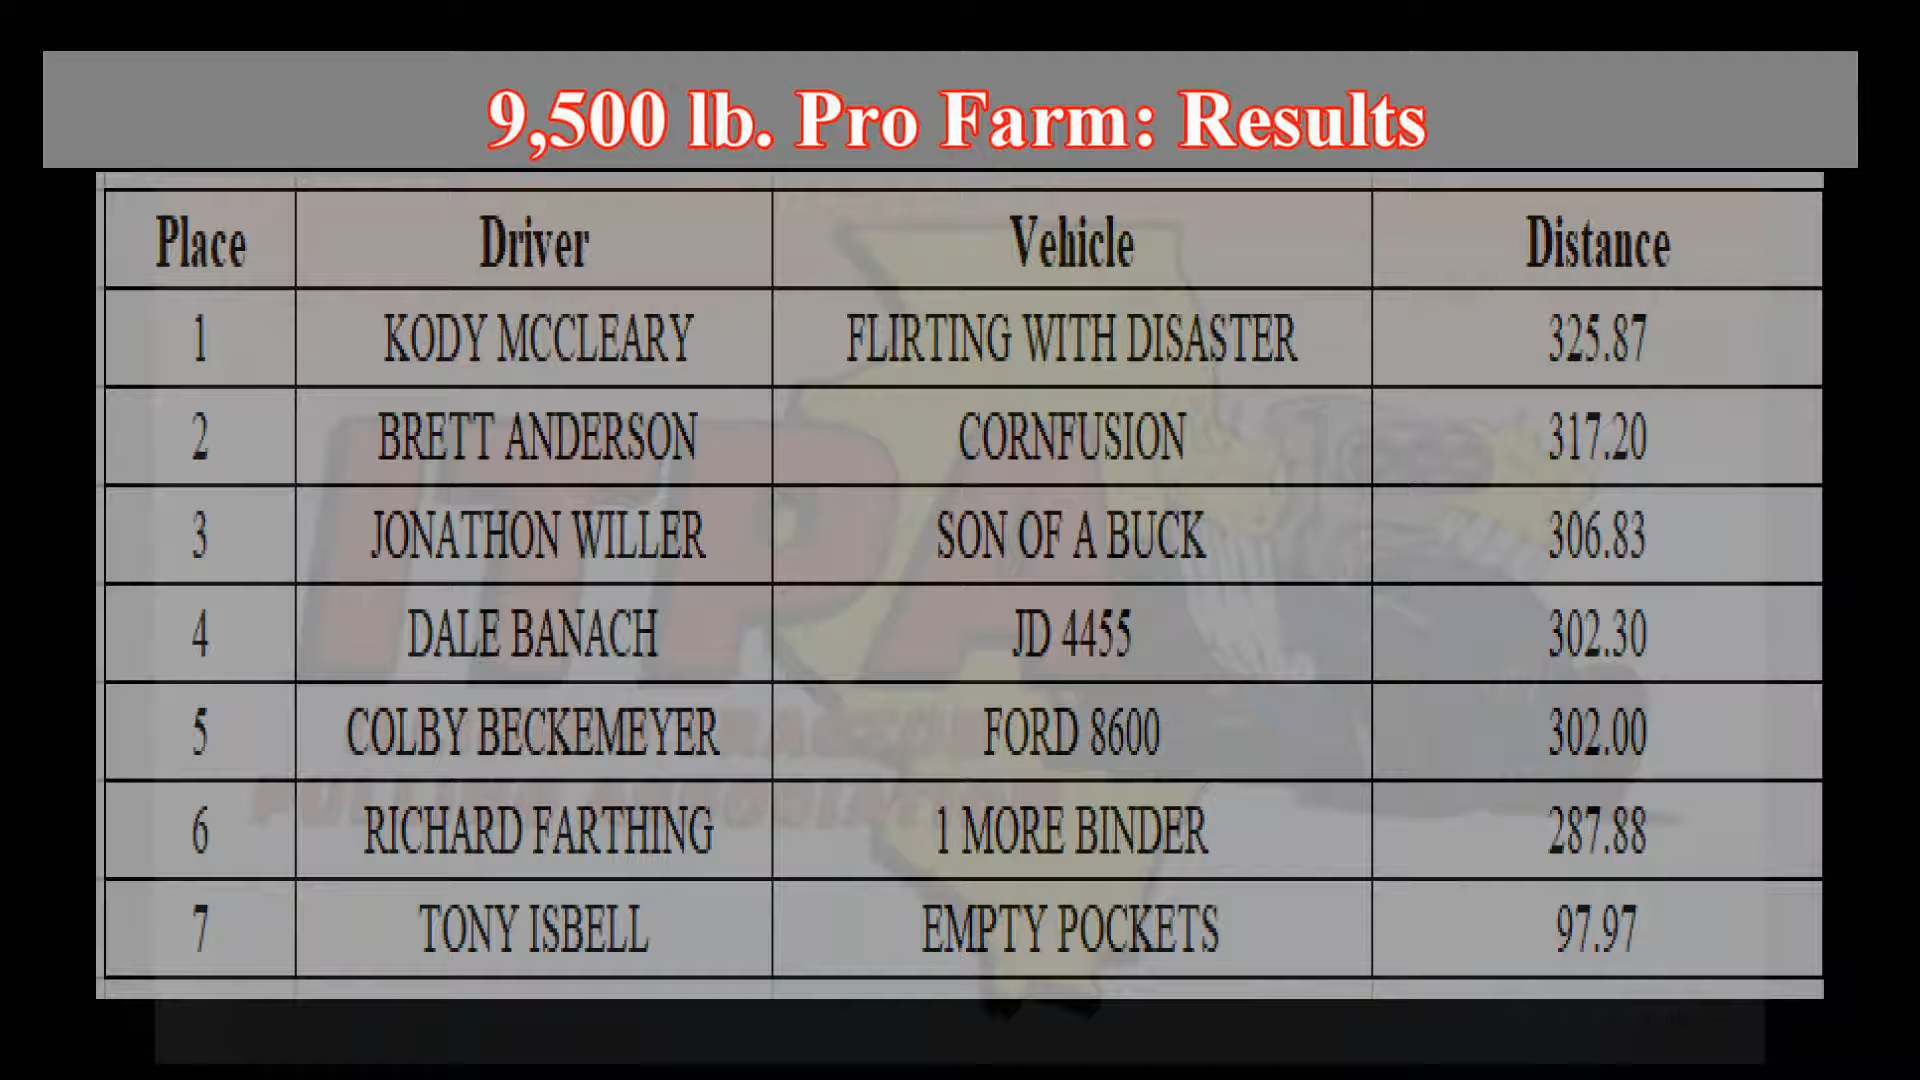 9,500 lb. Pro Farm: Results
Place Driver Vehicle Distance
1 KODY MCCLEARY FLIRTING WITH DISASTER 325.87
2 BRETT ANDERSON CORNFUSION 317.20
3 JONATHON WILLER SON OF A BUCK 306.83
4 DALE BANACH JD 4455 302.30
5 COLBY BECKEMEYER FORD 8600 302.00
6 RICHARD FARTHING 1 MORE BINDER 287.88
7 TONY ISBELL EMPTY POCKETS 97.97
ITPA